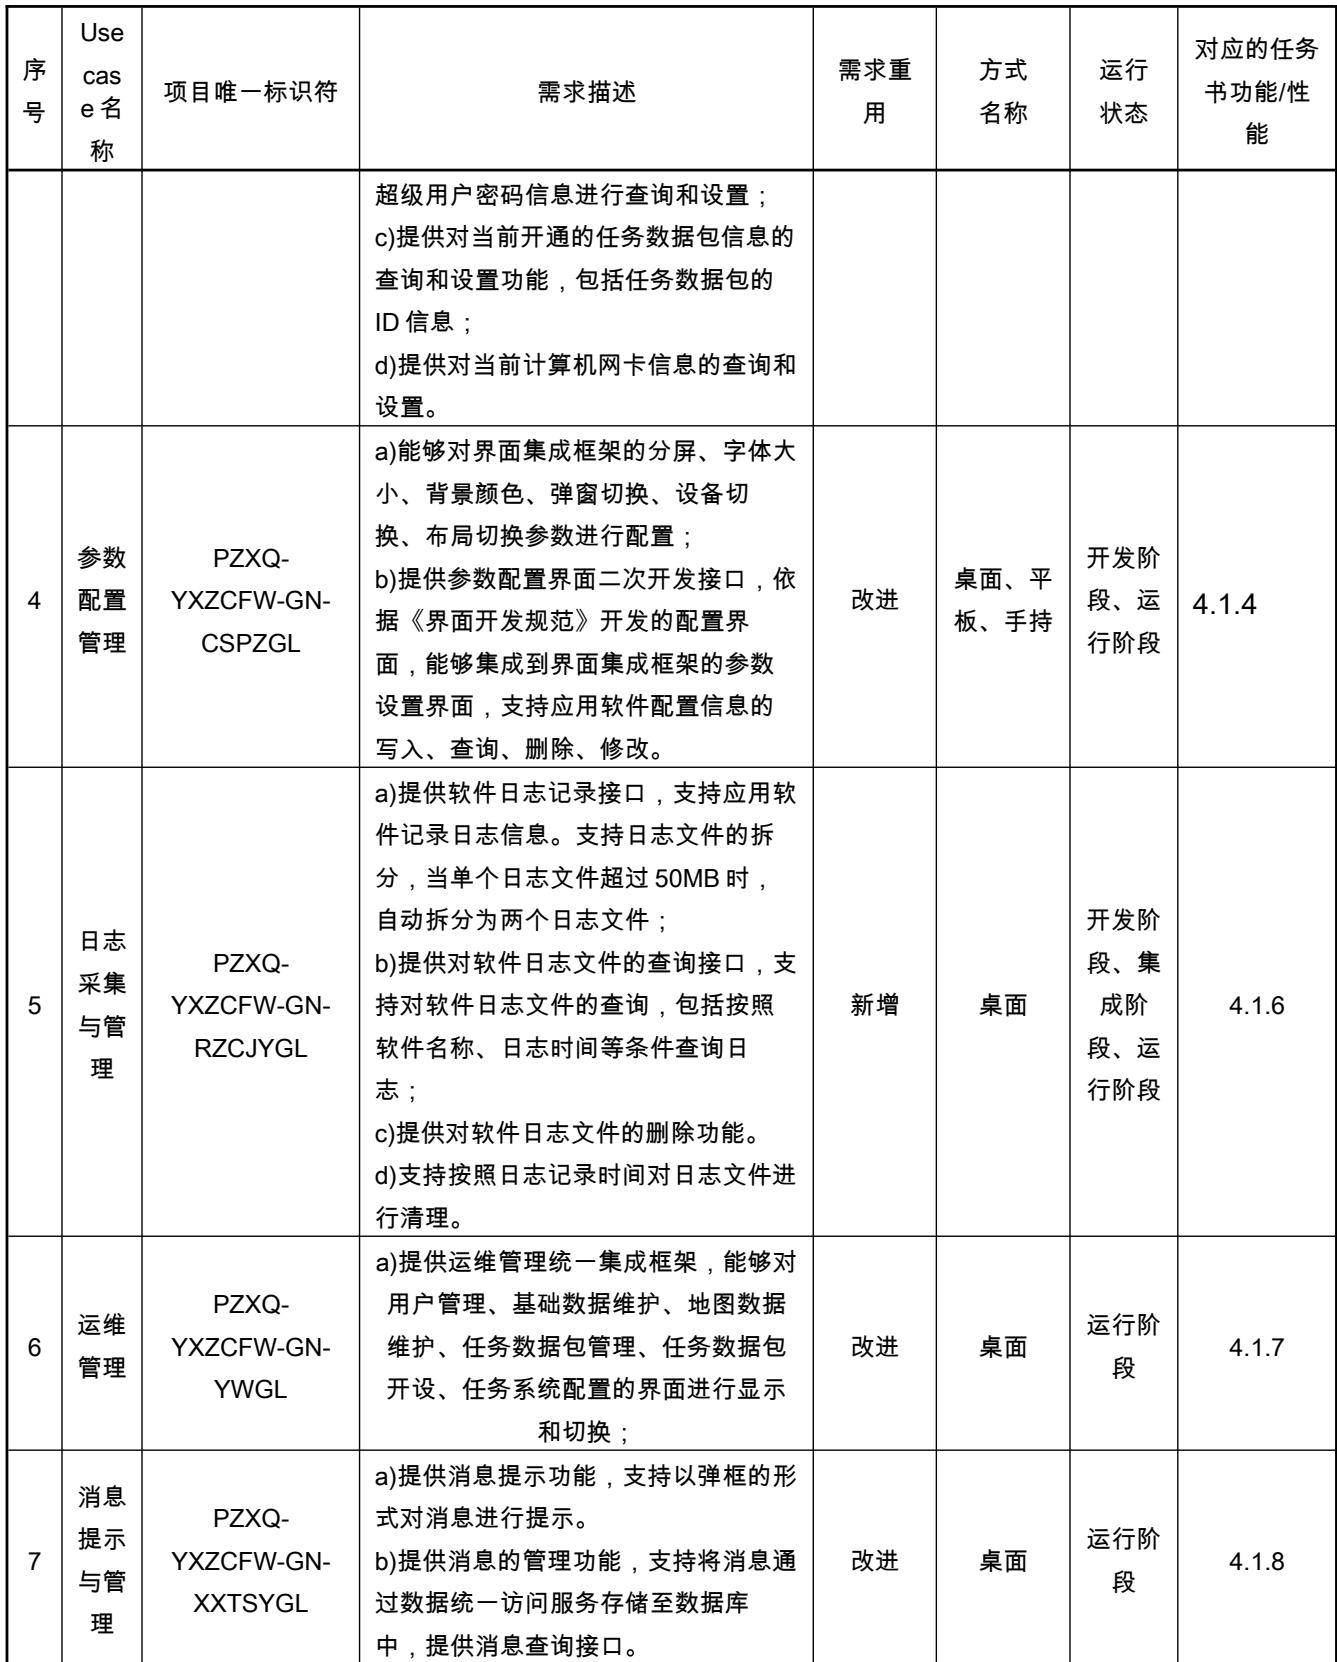 序号
Use case 名称
项目唯一标识符
需求描述
需求重用
方式名称
运行状态
对应的任务书功能/性能
超级用户密码信息进行查询和设置；
c)提供对当前开通的任务数据包信息的
查询和设置功能，包括任务数据包的
ID 信息；
d)提供对当前计算机网卡信息的查询和
设置。
4
参数
配置
管理
PZXQ-
YXZCFW-GN-
CSPZGL
a)能够对界面集成框架的分屏、字体大
小、背景颜色、弹窗切换、设备切
换、布局切换参数进行配置；
b)提供参数配置界面二次开发接口，依
据《界面开发规范》开发的配置界
面，能够集成到界面集成框架的参数
设置界面，支持应用软件配置信息的
写入、查询、删除、修改。
改进
桌面、平
板、手持
开发阶
段、运
行阶段
4.1.4
5
日志
采集
与管
理
PZXQ-
YXZCFW-GN-
RZCJYGL
a)提供软件日志记录接口，支持应用软
件记录日志信息。支持日志文件的拆
分，当单个日志文件超过 50MB 时，
自动拆分为两个日志文件；
b)提供对软件日志文件的查询接口，支
持对软件日志文件的查询，包括按照
软件名称、日志时间等条件查询日
志；
c)提供对软件日志文件的删除功能。
d)支持按照日志记录时间对日志文件进
行清理。
新增
桌面
开发阶
段、集
成阶
段、运
行阶段
4.1.6
6
运维
管理
PZXQ-
YXZCFW-GN-
YWGL
a)提供运维管理统一集成框架，能够对
用户管理、基础数据维护、地图数据
维护、任务数据包管理、任务数据包
开设、任务系统配置的界面进行显示
和切换；
改进
桌面
运行阶
段
4.1.7
7
消息
提示
与管
理
PZXQ-
YXZCFW-GN-
XXTSYGL
a)提供消息提示功能，支持以弹框的形
式对消息进行提示。
b)提供消息的管理功能，支持将消息通
过数据统一访问服务存储至数据库
中，提供消息查询接口。
改进
桌面
运行阶
段
4.1.8